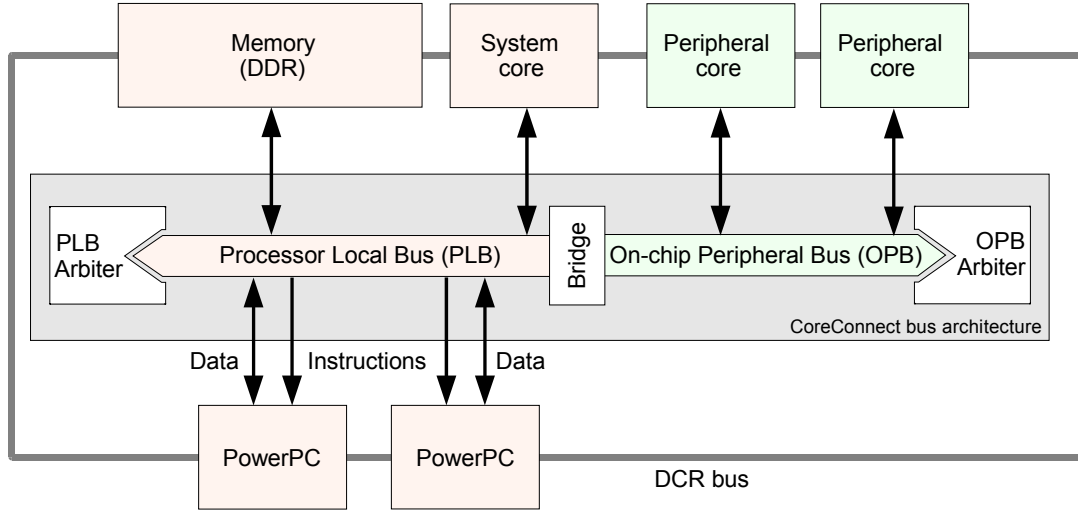 Memory
(DDR)
System
core
Peripheral
core
Peripheral
core
PLB
Arbiter
Processor Local Bus (PLB)
Bridge
On-chip Peripheral Bus (OPB)
OPB
Arbiter
CoreConnect bus architecture
Data
Instructions
Data
PowerPC
PowerPC
DCR bus